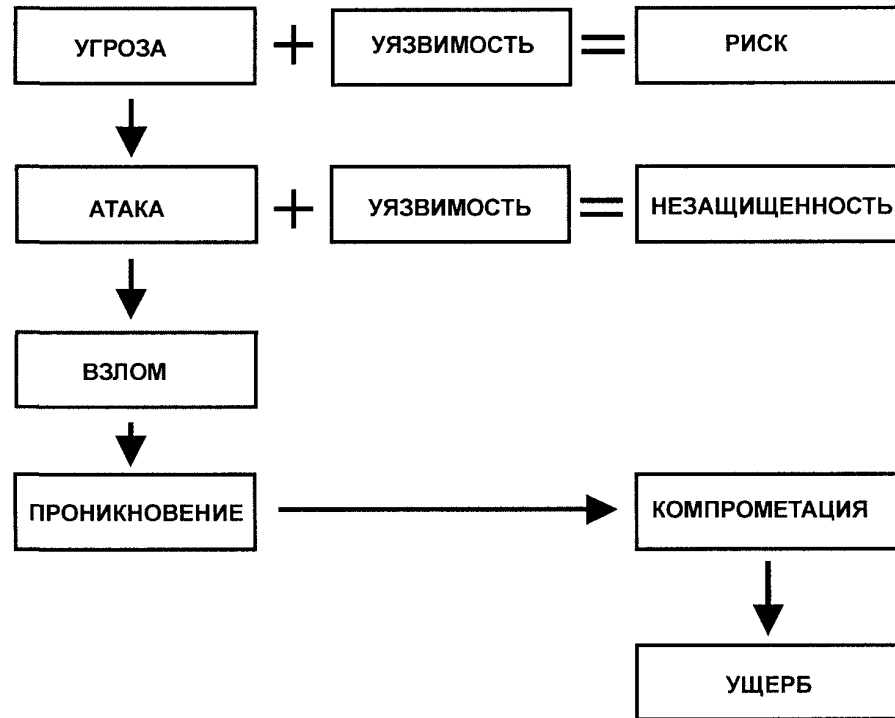 УГРОЗА + УЯЗВИМОСТЬ = РИСК
АТАКА + УЯЗВИМОСТЬ = НЕЗАЩИЩЕННОСТЬ
ВЗЛОМ
ПРОНИКНОВЕНИЕ КОМПРОМЕТАЦИЯ
УЩЕРБ